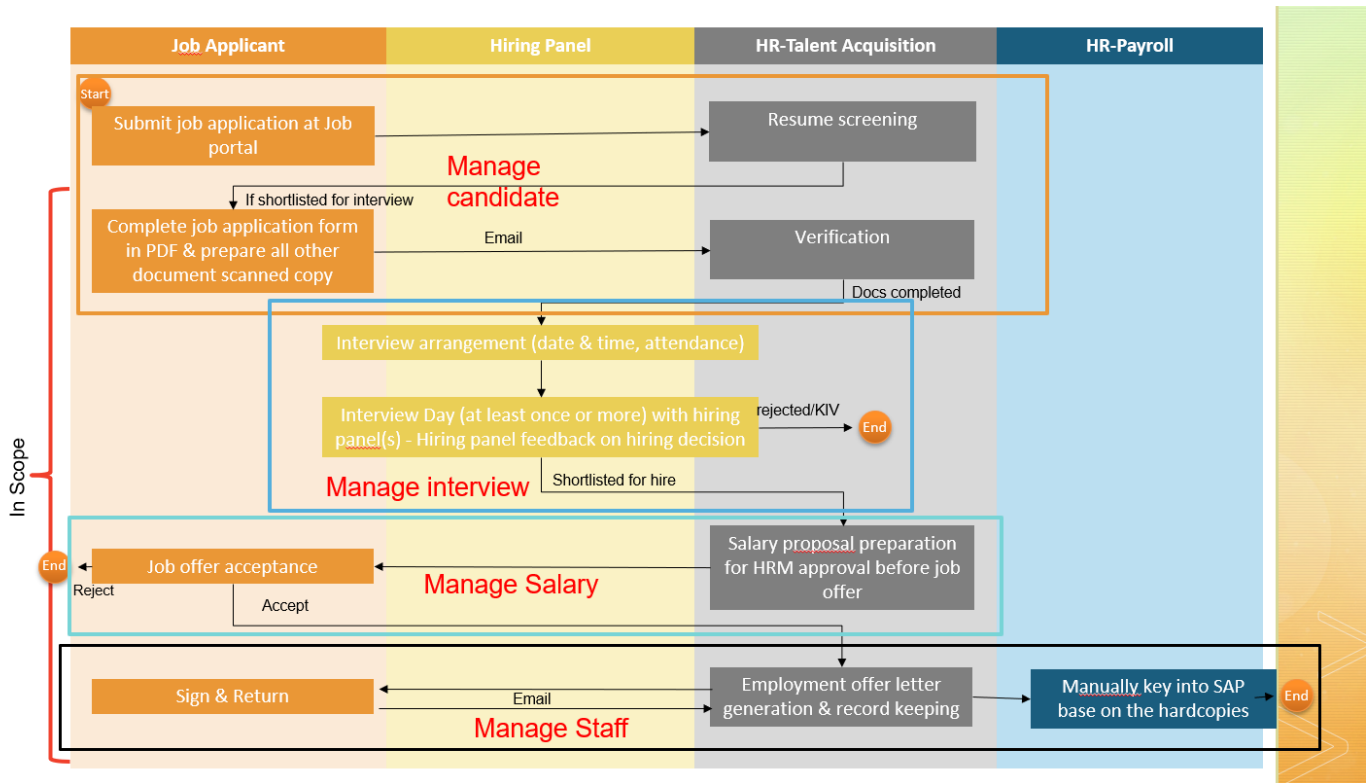 Job Applicant
Hiring Panel
HR-Talent Acquisition
HR-Payroll
Start
Submit job application at Job
portal
Resume screening
Manage
candidate
If shortlisted for interview
Complete job application form
in PDF & prepare all other
document scanned copy
Email
Verification
Docs completed
Interview arrangement (date & time, attendance)
Interview Day (at least once or more) with hiring
panel(s) - Hiring panel feedback on hiring decision
rejected/KIV
End
Manage interview
Shortlisted for hire
In Scope
Salary proposal preparation
for HRM approval before job
offer
Job offer acceptance
End
Reject
Manage Salary
Accept
Sign & Return
Email
Manage Staff
Employment offer letter
generation & record keeping
Manually key into SAP
base on the hardcopies
End